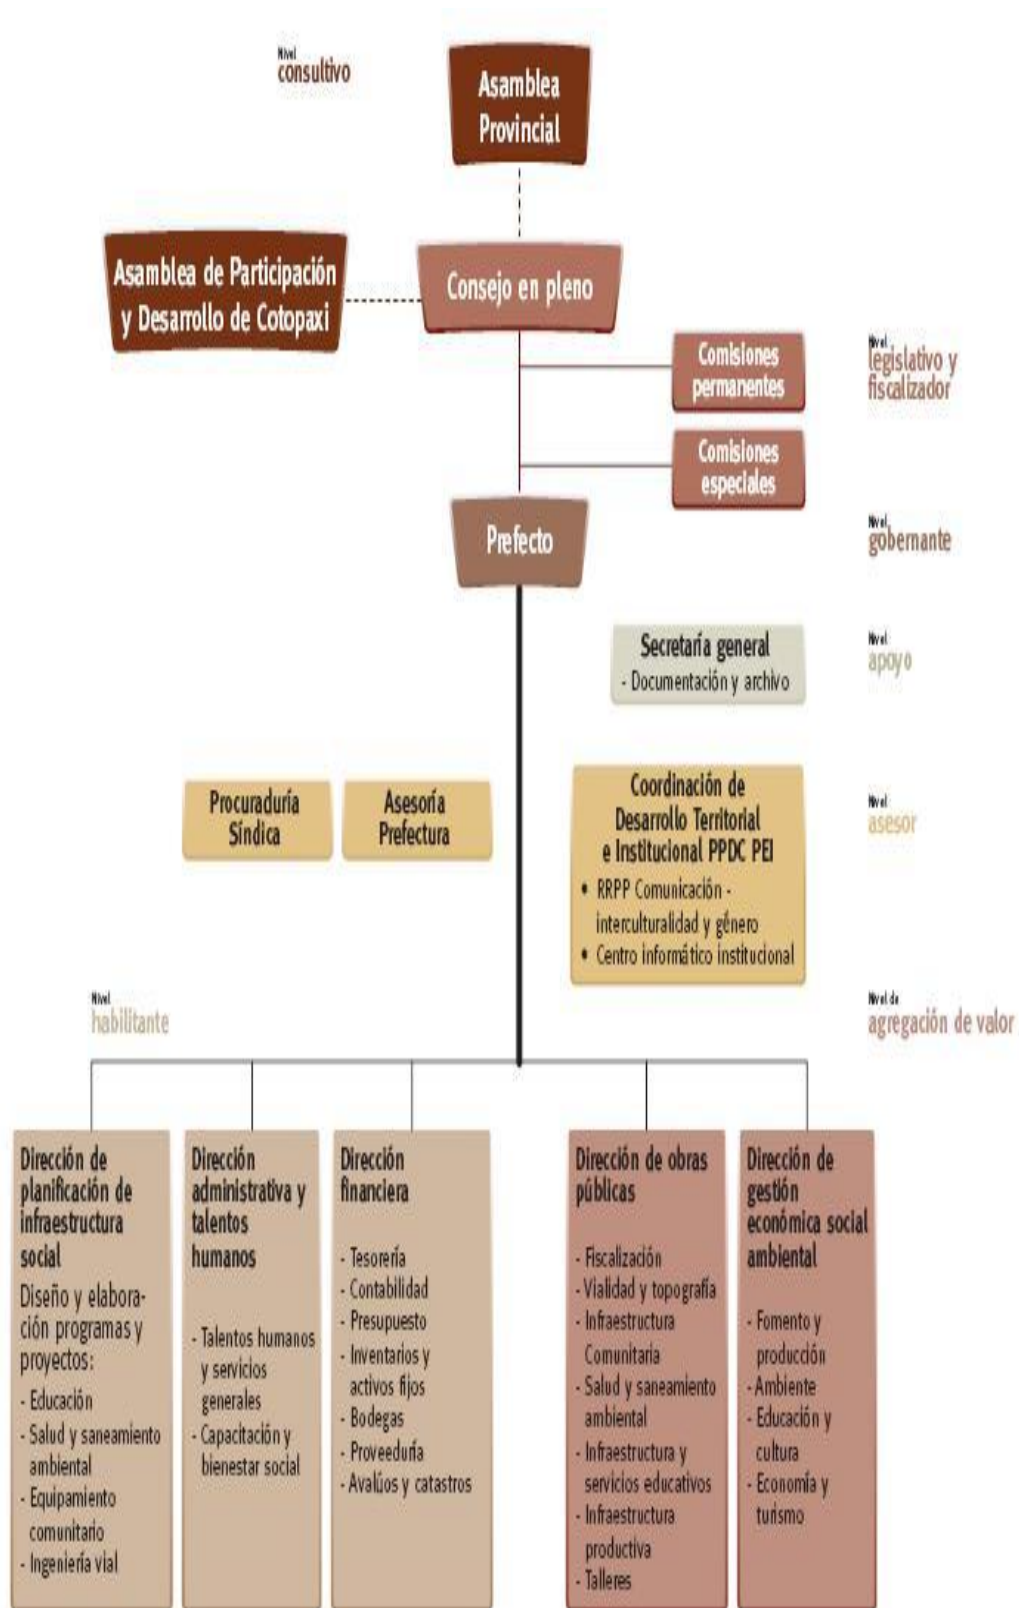 Nivel
consultivo
Asamblea
Provincial
Asamblea de Participación
y Desarrollo de Cotopaxi
Consejo en pleno
Comisiones
permanentes
Nivel
legislativo y
fiscalizador
Comisiones
especiales
Prefecto
Nivel
gobernante
Secretaría general
- Documentación y archivo
Nivel
apoyo
Procuraduría
Síndica
Asesoría
Prefectura
Coordinación de
Desarrollo Territorial
e Institucional PPDC PEI
• RRPP Comunicación -
interculturalidad y género
• Centro informático institucional
Nivel
asesor
Nivel
habilitante
Nivel de
agregación de valor
Dirección de
planificación de
infraestructura
social
Diseño y elabora-
ción programas y
proyectos:
- Educación
- Salud y saneamiento
ambiental
- Equipamiento
comunitario
- Ingeniería vial
Dirección
administrativa y
talentos
humanos
- Talentos humanos
y servicios
generales
- Capacitación y
bienestar social
Dirección
financiera
- Tesorería
- Contabilidad
- Presupuesto
- Inventarios y
activos fijos
- Bodegas
- Proveeduría
- Avalúos y catastros
Dirección de obras
públicas
- Fiscalización
- Vialidad y topografía
- Infraestructura
Comunitaria
- Salud y saneamiento
ambiental
- Infraestructura y
servicios educativos
- Infraestructura
productiva
- Talleres
Dirección de
gestión
económica social
ambiental
- Fomento y
producción
- Ambiente
- Educación y
cultura
- Economía y
turismo